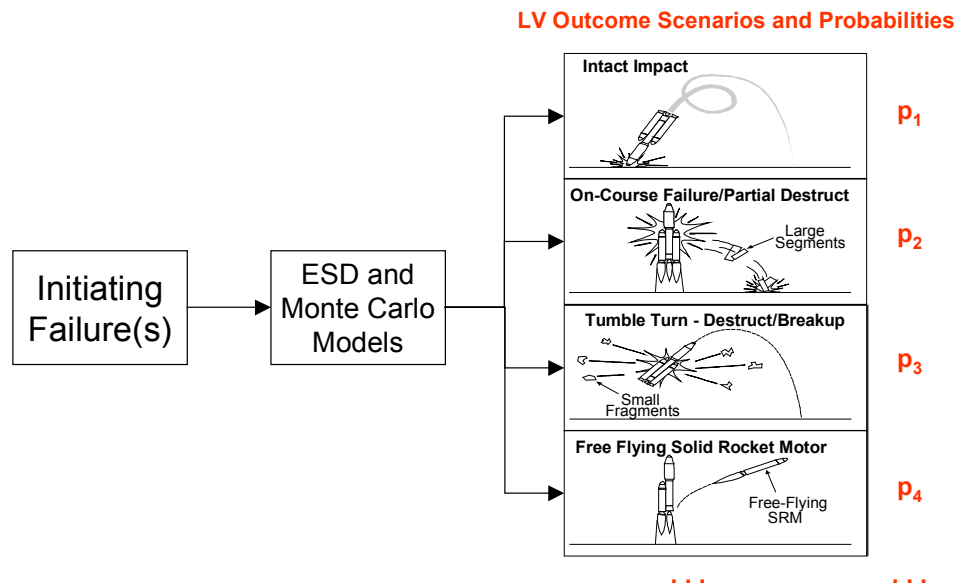 LV Outcome Scenarios and Probabilities
Intact Impact
p1
On-Course Failure/Partial Destruct
Large
Segments
p2
Initiating
Failure(s)
ESD and
Monte Carlo
Models
Tumble Turn - Destruct/Breakup
Small
Fragments
p3
Free Flying Solid Rocket Motor
Free-Flying
SRM
p4
... ...